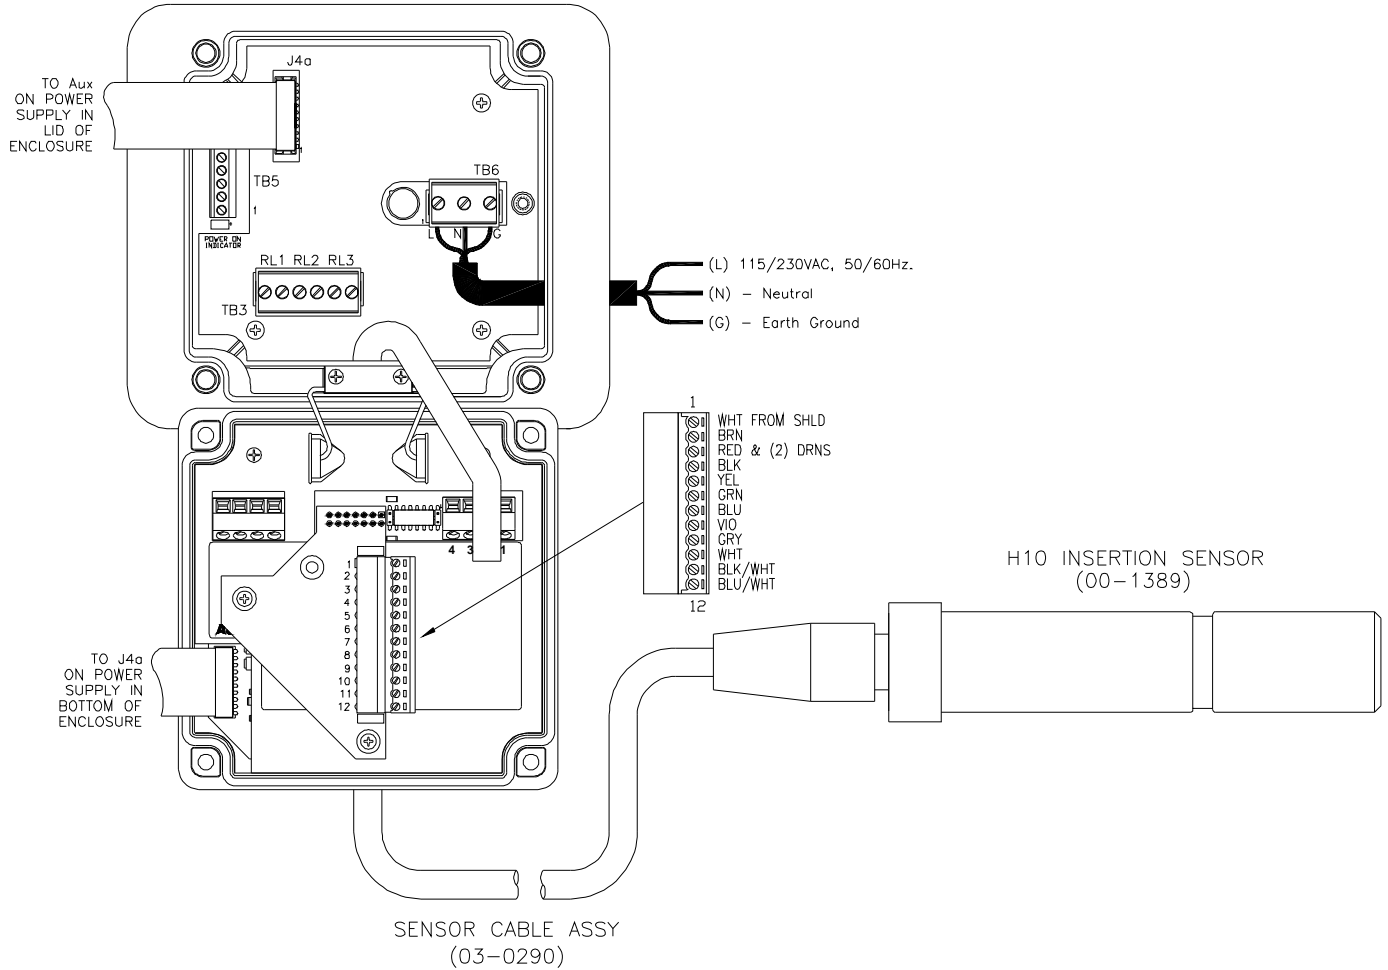 J4a
TO Aux
ON POWER
SUPPLY IN
LID OF
ENCLOSURE
TB5
1
POWER ON
INDICATOR
TB6
1
L N G
RL1 RL2 RL3
TB3
(L) 115/230VAC, 50/60Hz.
(N) – Neutral
(G) – Earth Ground
1
WHT FROM SHLD
BRN
RED & (2) DRNS
BLK
YEL
GRN
BLU
VIO
GRY
WHT
BLK/WHT
BLU/WHT
12
4 3 1
1
2
3
4
5
6
7
8
9
10
11
12
TO J4a
ON POWER
SUPPLY IN
BOTTOM OF
ENCLOSURE
H10 INSERTION SENSOR
(00–1389)
SENSOR CABLE ASSY
(03–0290)